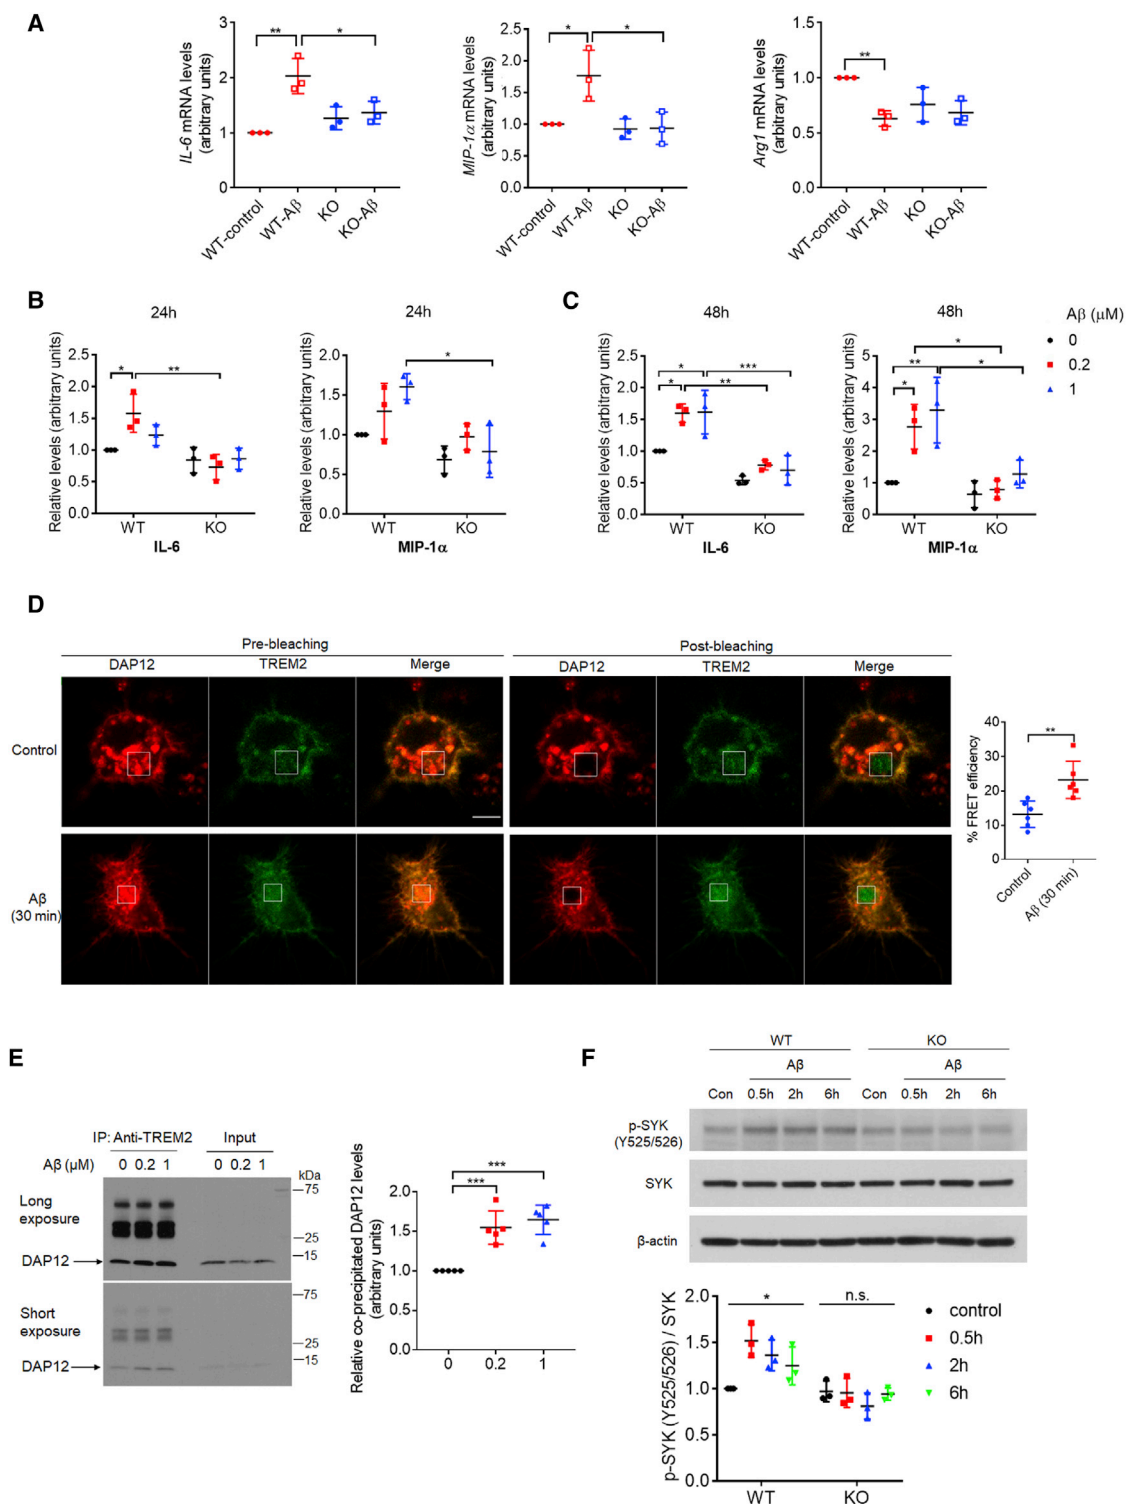 A
IL-6 mRNA levels
(arbitrary units)
3
2
1
0
**
*
WT-control
WT-Aβ
KO
KO-Aβ
MIP-1α mRNA levels
(arbitrary units)
2.5
2.0
1.5
1.0
0.5
0.0
*
*
WT-control
WT-Aβ
KO
KO-Aβ
Arg1 mRNA levels
(arbitrary units)
1.5
1.0
0.5
0.0
**
WT-control
WT-Aβ
KO
KO-Aβ
B
24h
Relative levels (arbitrary units)
2.5
2.0
1.5
1.0
0.5
0.0
*
**
WT
KO
IL-6
24h
Relative levels (arbitrary units)
2.0
1.5
1.0
0.5
0.0
*
WT
KO
MIP-1α
C
48h
Relative levels (arbitrary units)
2.5
2.0
1.5
1.0
0.5
0.0
*
***
*
**
WT
KO
IL-6
48h
Relative levels (arbitrary units)
5
4
3
2
1
0
*
**
*
*
WT
KO
MIP-1α
Aβ (μM)
0
0.2
1
D
Pre-bleaching
Post-bleaching
DAP12
TREM2
Merge
DAP12
TREM2
Merge
Control
Aβ
(30 min)
% FRET efficiency
40
30
20
10
0
**
Control
Aβ (30 min)
E
IP: Anti-TREM2
Input
Aβ (μM)
0 0.2 1
0 0.2 1
kDa
Long
exposure
DAP12
75
25
15
Short
exposure
DAP12
75
25
15
Relative co-precipitated DAP12 levels
(arbitrary units)
2.0
1.5
1.0
0.5
0.0
***
***
0
0.2
1
F
WT
KO
Aβ
Aβ
Con 0.5h 2h 6h Con 0.5h 2h 6h
p-SYK
(Y525/526)
SYK
β-actin
p-SYK (Y525/526) / SYK
2.0
1.5
1.0
0.5
0.0
*
n.s.
WT
KO
control
0.5h
2h
6h